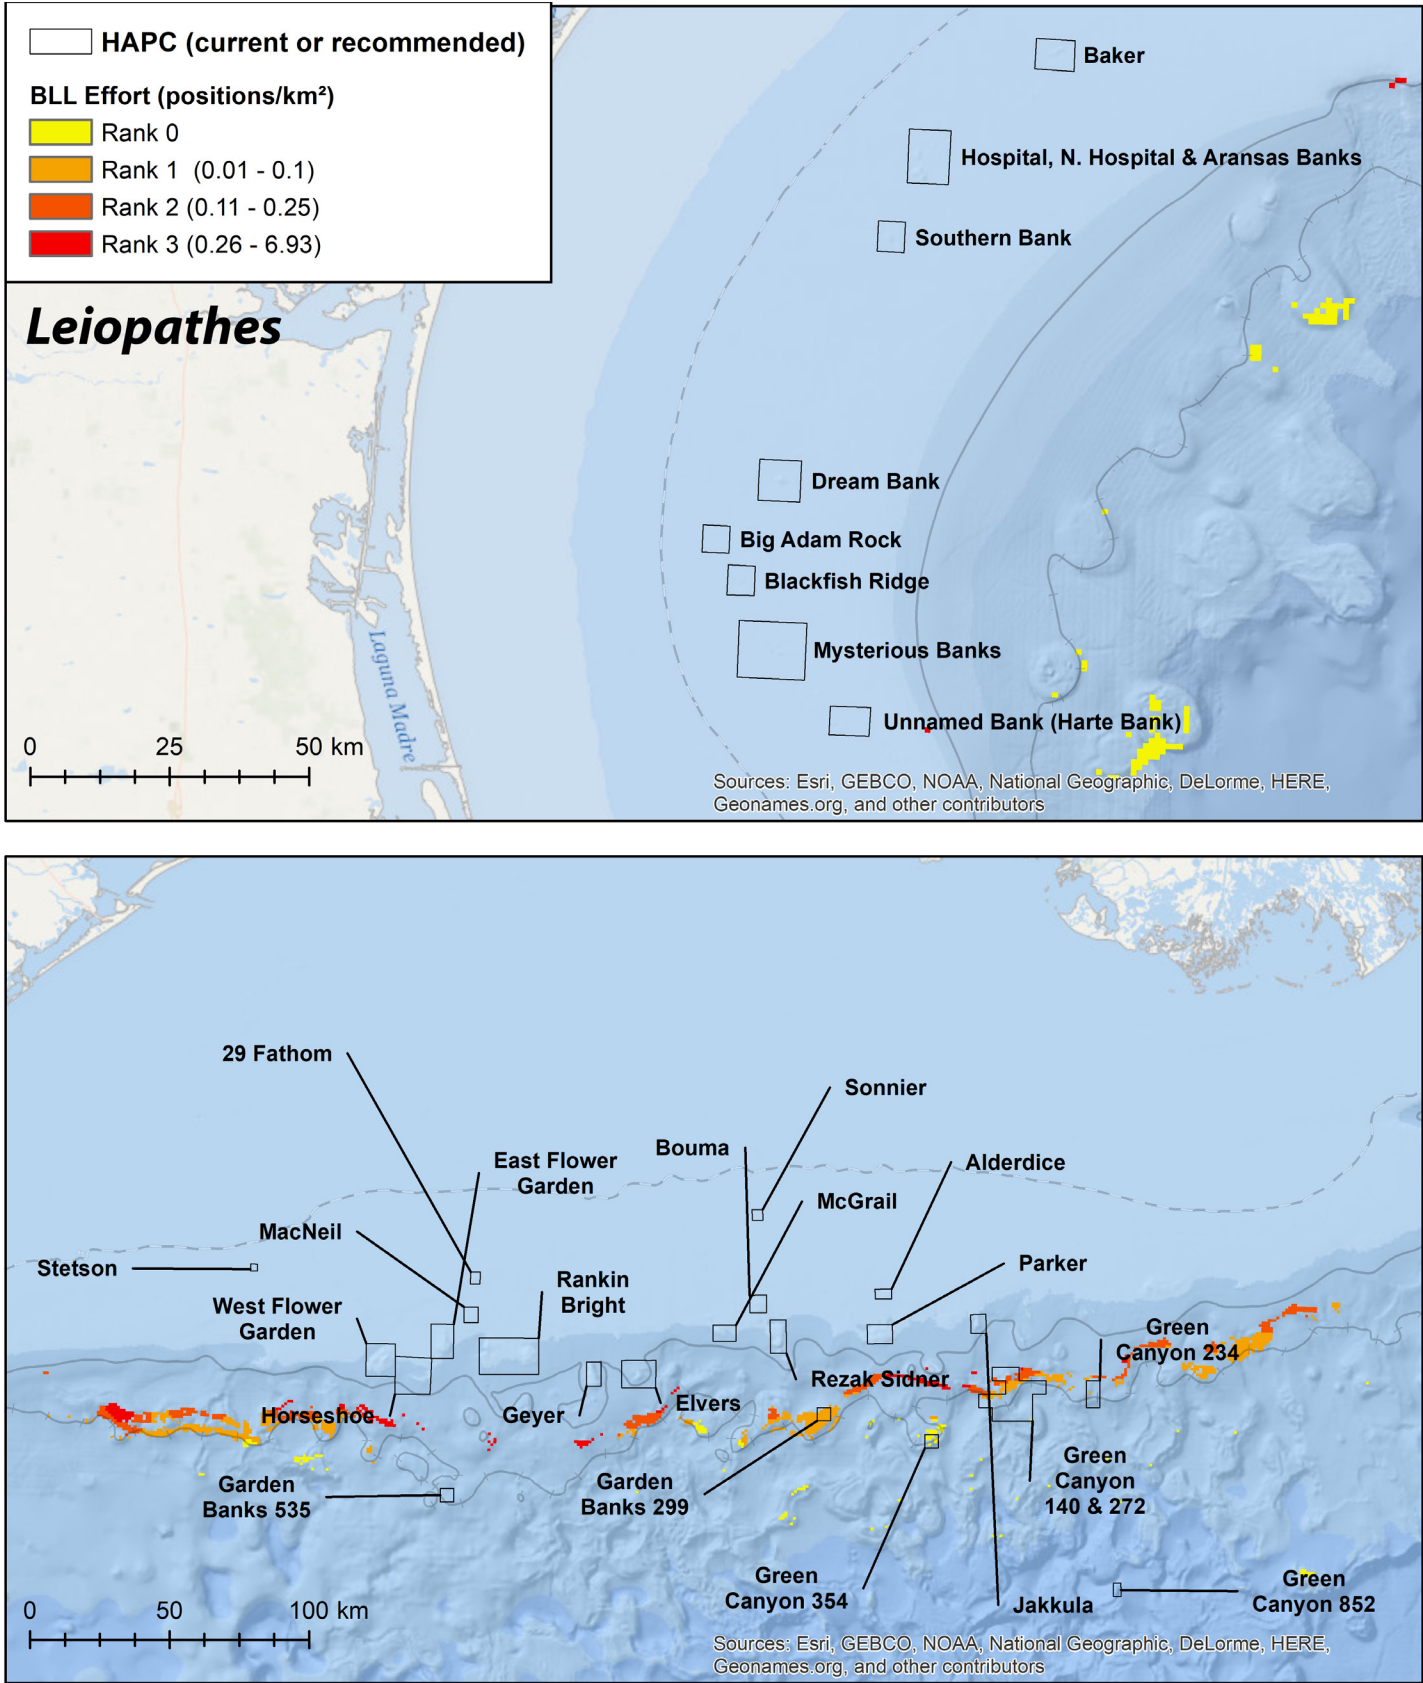 HAPC (current or recommended)
BLL Effort (positions/km²)
Rank 0
Rank 1 (0.01 - 0.1)
Rank 2 (0.11 - 0.25)
Rank 3 (0.26 - 6.93)
Leiopathes
Baker
Hospital, N. Hospital & Aransas Banks
Southern Bank
Dream Bank
Big Adam Rock
Blackfish Ridge
Mysterious Banks
Unnamed Bank (Harte Bank)
Laguna Madre
0 25 50 km
Sources: Esri, GEBCO, NOAA, National Geographic, DeLorme, HERE,
Geonames.org, and other contributors
29 Fathom
Sonnier
Bouma
East Flower
Garden
Alderdice
McGrail
MacNeil
Stetson
Parker
Rankin
Bright
West Flower
Garden
Green
Canyon 234
Rezak Sidner
Horseshoe
Geyer
Elvers
Garden
Banks 535
Garden
Banks 299
Green
Canyon
140 & 272
Green
Canyon 354
Jakkula
Green
Canyon 852
0 50 100 km
Sources: Esri, GEBCO, NOAA, National Geographic, DeLorme, HERE,
Geonames.org, and other contributors